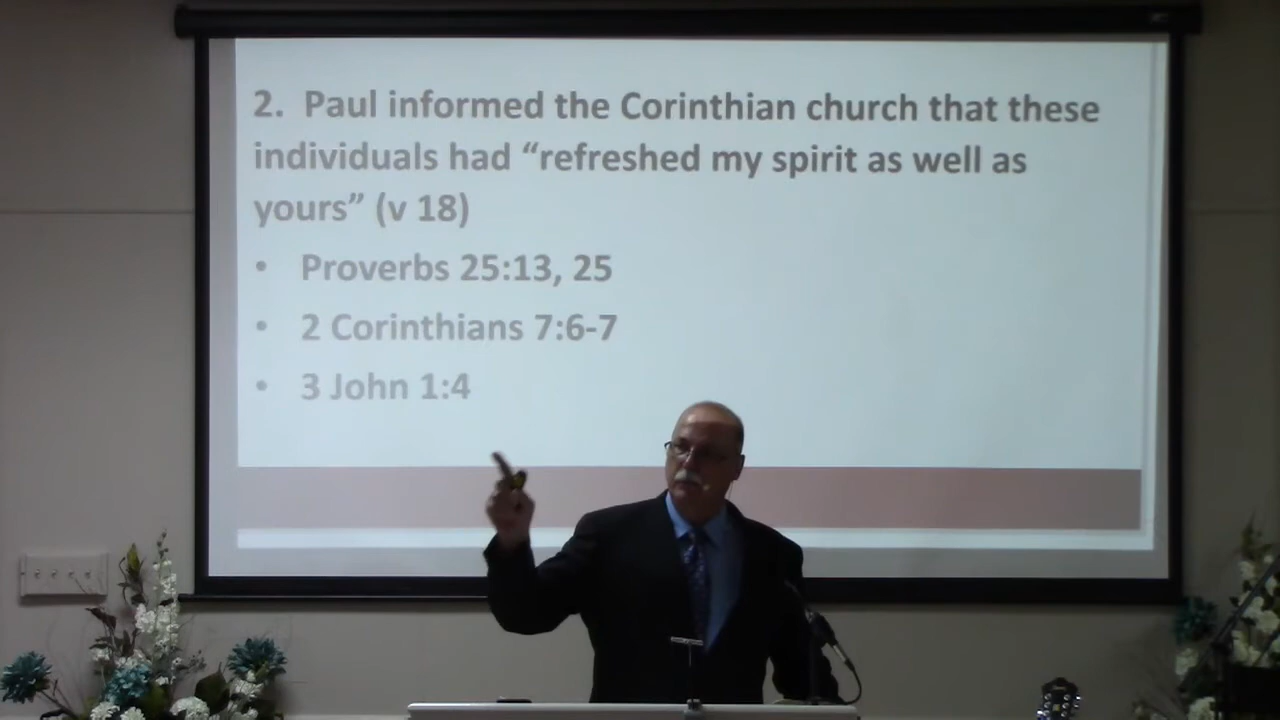 2. Paul informed the Corinthian church that these
individuals had “refreshed my spirit as well as
yours” (v 18)
• Proverbs 25:13, 25
• 2 Corinthians 7:6-7
• 3 John 1:4